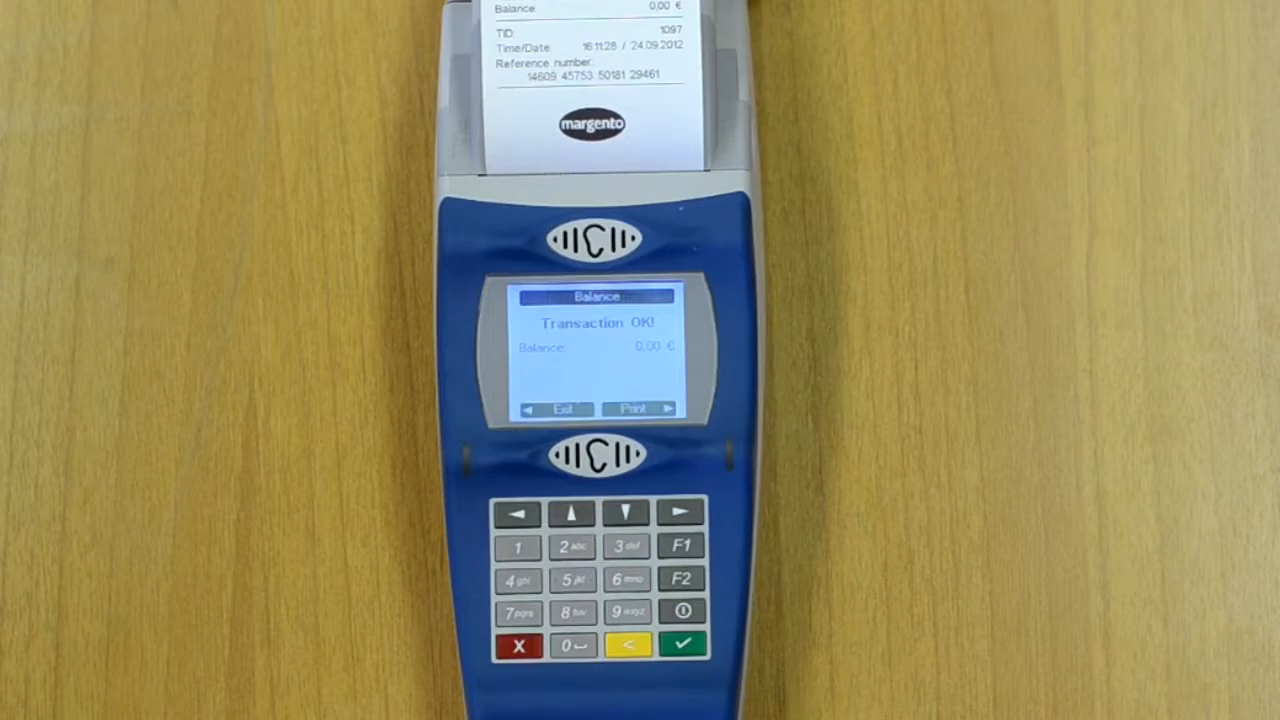 Balance 0,00 €
TID: 1097
Time/Date: 16:11:28 / 24.09.2012
Reference number:
14609 45753 50181 29461
margento
Balance
Transaction OK!
Balance: 0,00 €
Exit Print
1 2 abc 3 def F1
4 ghi 5 jkl 6 mno F2
7 pqrs 8 tuv 9 wxyz
X 0 <